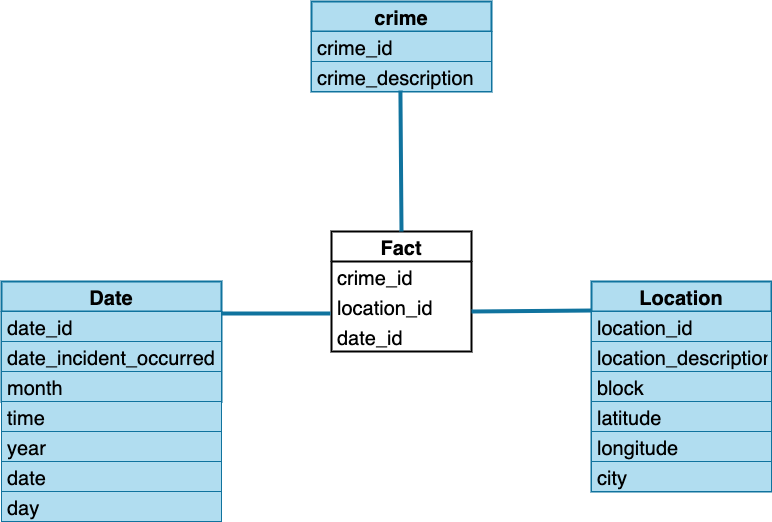 crime
crime_id
crime_description
Fact
crime_id
location_id
date_id
Date
date_id
date_incident_occurred
month
time
year
date
day
Location
location_id
location_description
block
latitude
longitude
city